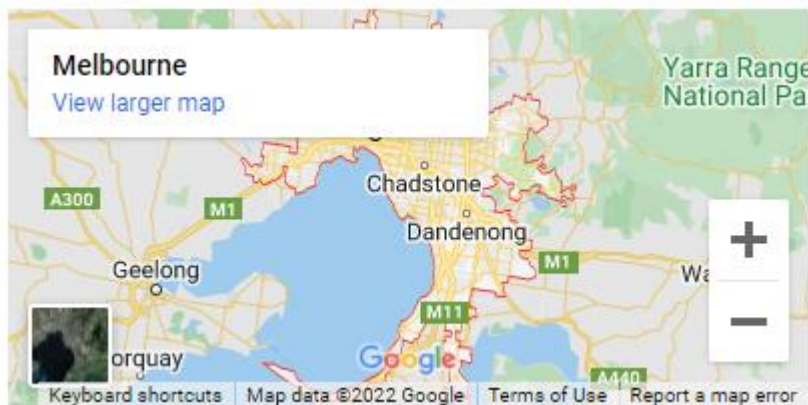 Melbourne
View larger map
Yarra Range
National Pa
Chadstone
A300
M1
Dandenong
M1
Geelong
Wa
M11
orquay
Google
A440
Keyboard shortcuts
Map data ©2022 Google
Terms of Use
Report a map error